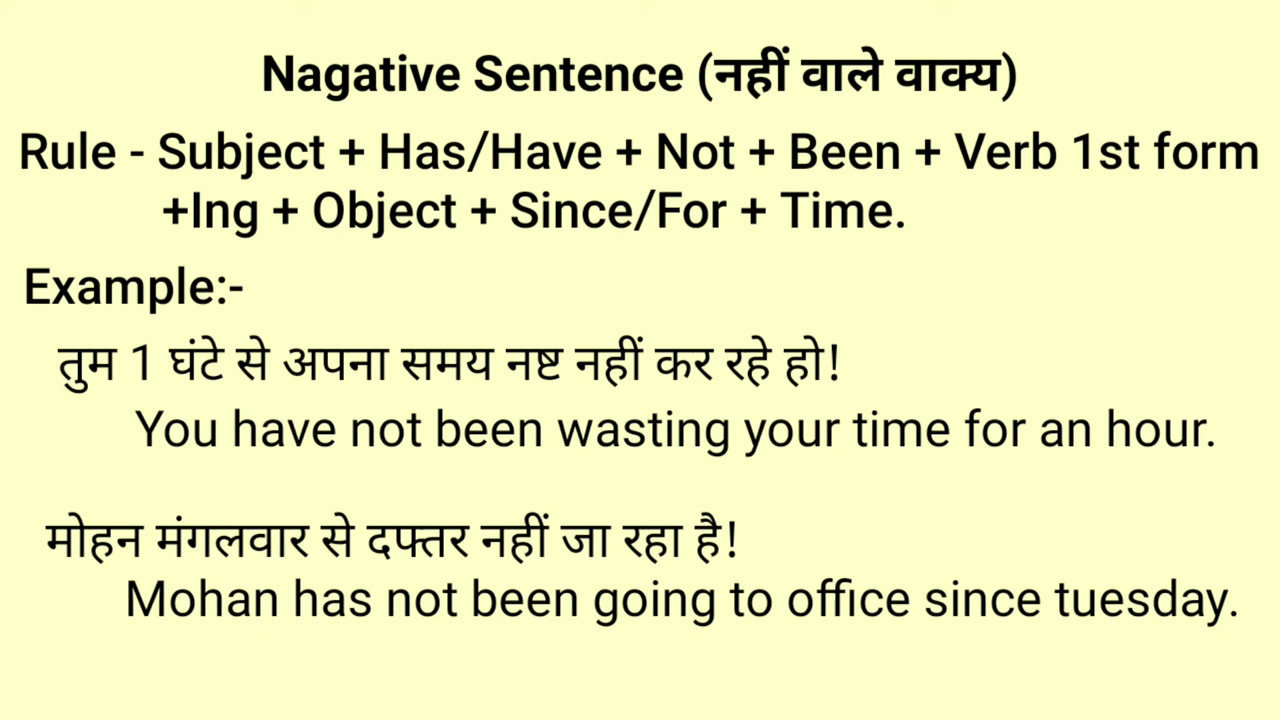 Nagative Sentence (नहीं वाले वाक्य)
Rule - Subject + Has/Have + Not + Been + Verb 1st form
+Ing + Object + Since/For + Time.
Example:-
तुम 1 घंटे से अपना समय नष्ट नहीं कर रहे हो!
You have not been wasting your time for an hour.
मोहन मंगलवार से दफ्तर नहीं जा रहा है!
Mohan has not been going to office since tuesday.